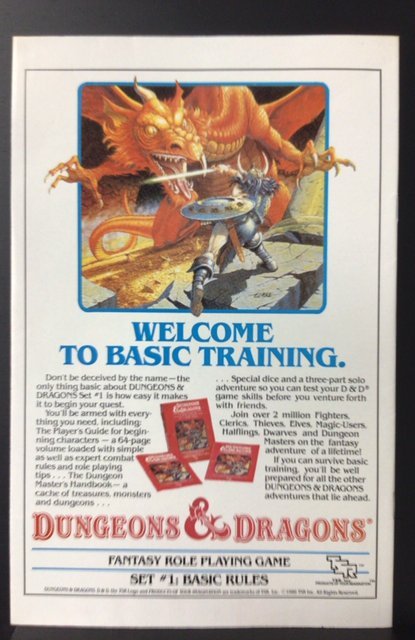 WELCOME
TO BASIC TRAINING.
Don't be deceived by the name — the
only thing basic about DUNGEONS &
DRAGONS Set #1 is how easy it makes
it to begin your quest.
You'll be armed with every-
thing you need, including:
The Player's Guide for begin-
ning characters — a 64-page
volume loaded with simple
as well as expert combat
rules and role playing
tips . . . The Dungeon
Master's Handbook — a
cache of treasures, monsters
and dungeons . . .
. . . Special dice and a three-part solo
adventure so you can test your D & D®
game skills before you venture forth
with friends.
Join over 2 million Fighters,
Clerics, Thieves, Elves, Magic-Users,
Halflings, Dwarves and Dungeon
Masters on the fantasy
adventure of a lifetime!
If you can survive basic
training, you'll be well
prepared for all the other
DUNGEONS & DRAGONS
adventures that lie ahead.
DUNGEONS & DRAGONS®
FANTASY ROLE PLAYING GAME
SET #1: BASIC RULES
TSR, Inc.
PRODUCTS OF YOUR IMAGINATION™